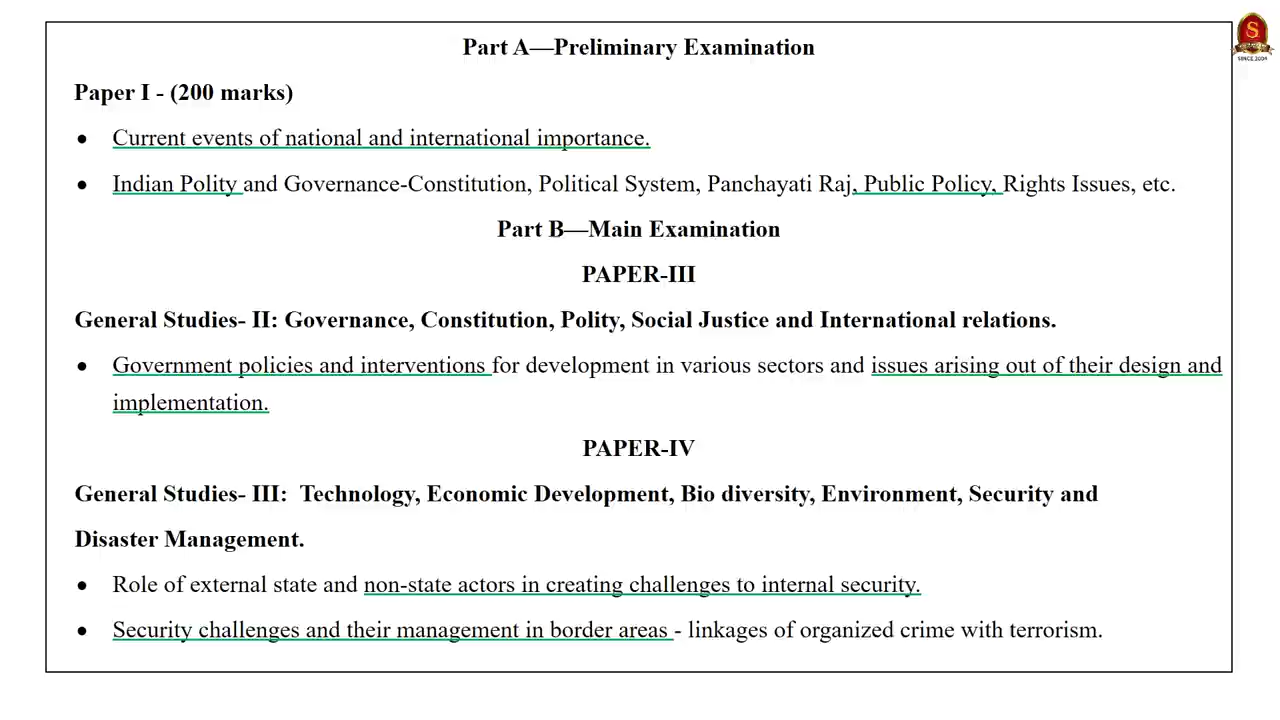 Part A—Preliminary Examination
Paper I - (200 marks)
• Current events of national and international importance.
• Indian Polity and Governance-Constitution, Political System, Panchayati Raj, Public Policy, Rights Issues, etc.
Part B—Main Examination
PAPER-III
General Studies- II: Governance, Constitution, Polity, Social Justice and International relations.
• Government policies and interventions for development in various sectors and issues arising out of their design and
implementation.
PAPER-IV
General Studies- III: Technology, Economic Development, Bio diversity, Environment, Security and
Disaster Management.
• Role of external state and non-state actors in creating challenges to internal security.
• Security challenges and their management in border areas - linkages of organized crime with terrorism.
S
SINCE 2004